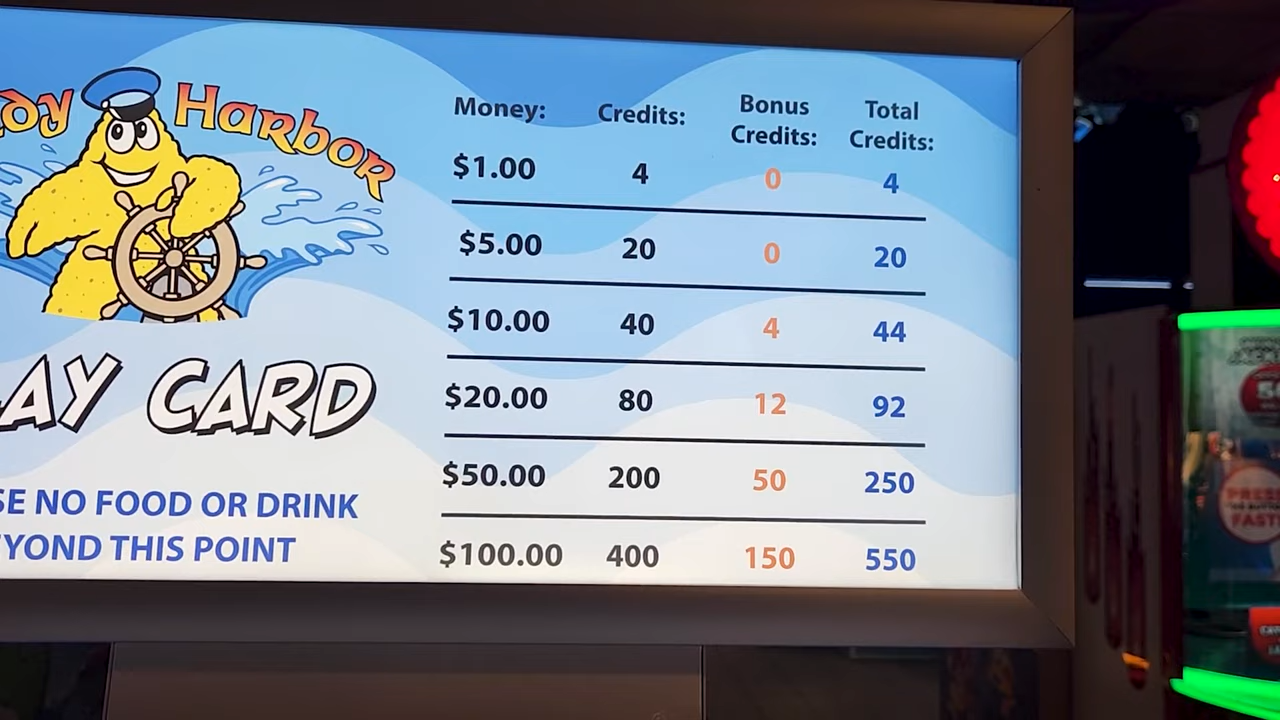 Harbor
CARD
NO FOOD OR DRINK
THIS POINT
Money: Credits: Bonus Credits: Total Credits:
$1.00 4 0 4
$5.00 20 0 20
$10.00 40 4 44
$20.00 80 12 92
$50.00 200 50 250
$100.00 400 150 550
PRESS
FAST